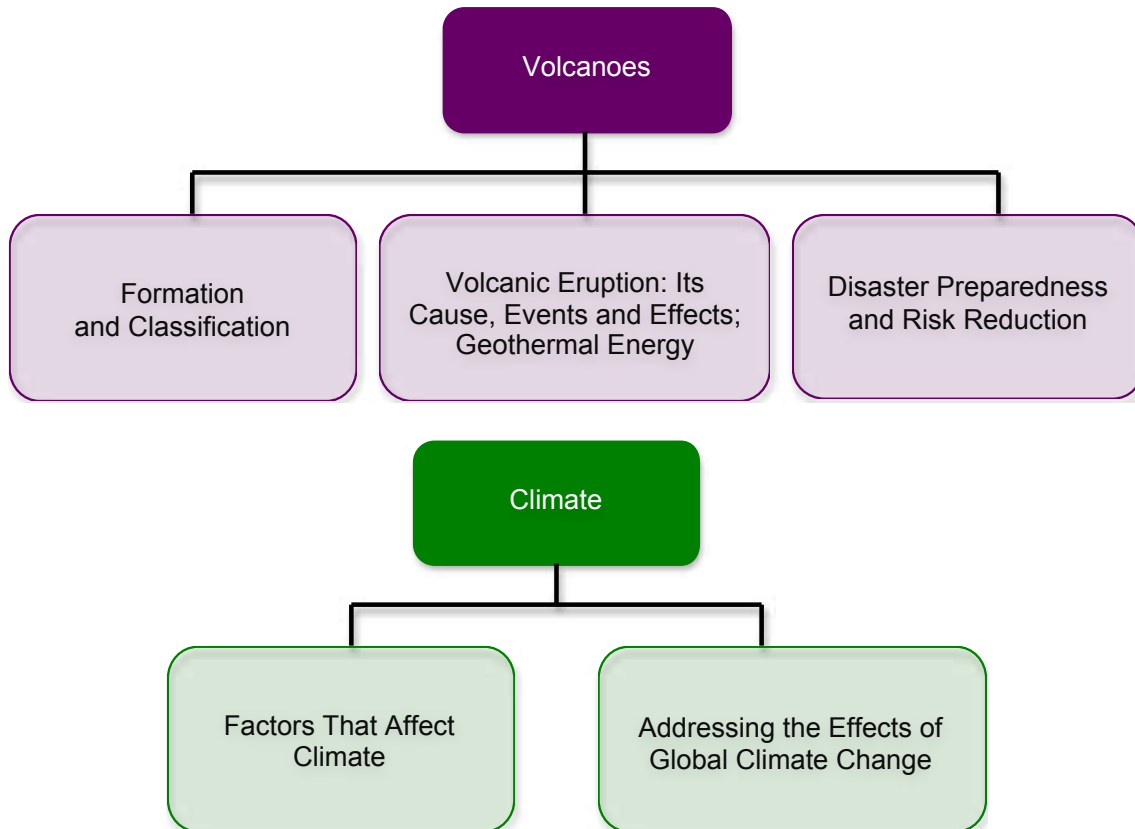 Volcanoes
Formation
and Classification
Volcanic Eruption: Its
Cause, Events and Effects;
Geothermal Energy
Disaster Preparedness
and Risk Reduction
Climate
Factors That Affect
Climate
Addressing the Effects of
Global Climate Change